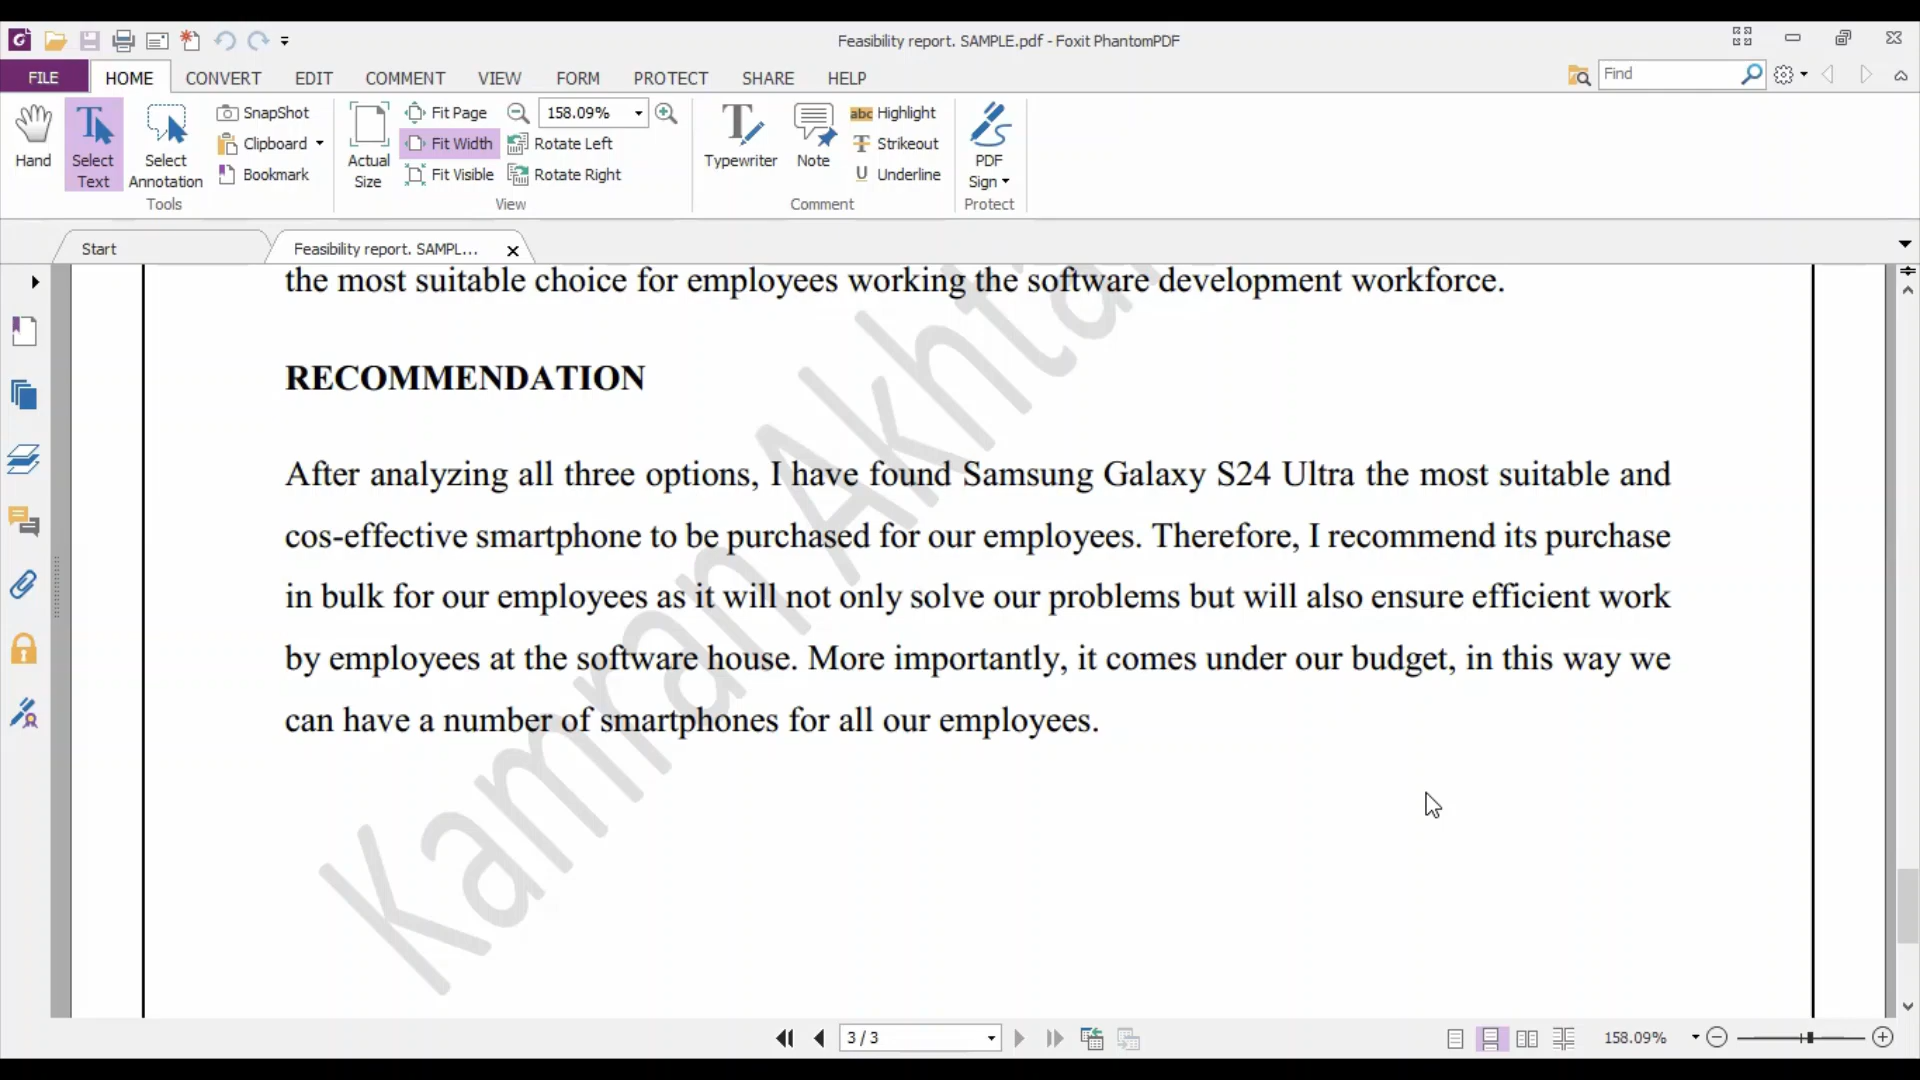 Feasibility report. SAMPLE.pdf - Foxit PhantomPDF
FILE HOME CONVERT EDIT COMMENT VIEW FORM PROTECT SHARE HELP Find
Hand
Select Text
Select Annotation
SnapShot
Clipboard
Bookmark
Tools
Actual Size
Fit Page
Fit Width
Fit Visible
158.09%
Rotate Left
Rotate Right
View
Typewriter
Note
abc Highlight
Strikeout
Underline
Comment
PDF Sign
Protect
Start
Feasibility report. SAMPL...
the most suitable choice for employees working the software development workforce.
RECOMMENDATION
After analyzing all three options, I have found Samsung Galaxy S24 Ultra the most suitable and
cos-effective smartphone to be purchased for our employees. Therefore, I recommend its purchase
in bulk for our employees as it will not only solve our problems but will also ensure efficient work
by employees at the software house. More importantly, it comes under our budget, in this way we
can have a number of smartphones for all our employees.
Kamran Akhta
3 / 3
158.09%